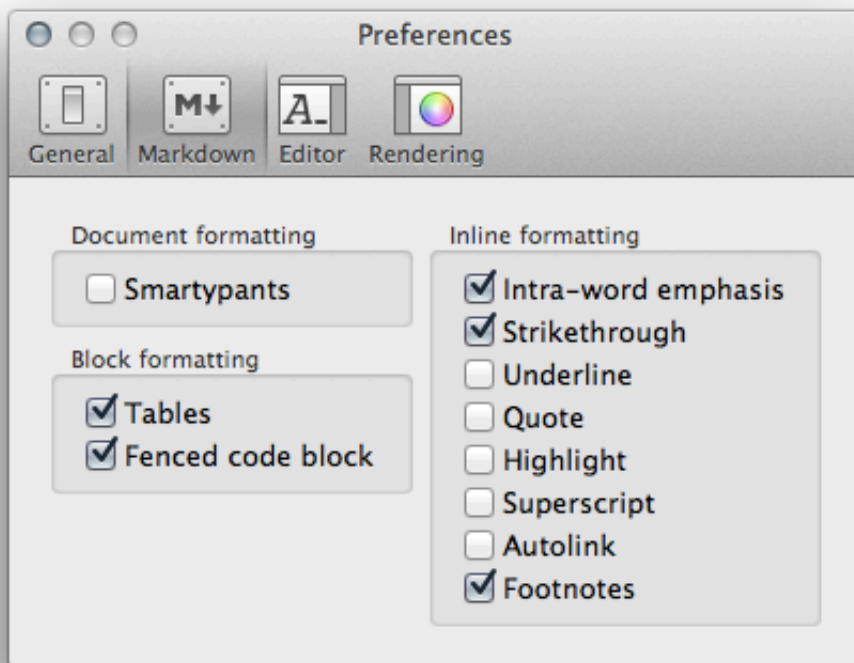 Preferences
M↓
A_
General Markdown Editor Rendering
Document formatting
Smartypants
Block formatting
Tables
Fenced code block
Inline formatting
Intra-word emphasis
Strikethrough
Underline
Quote
Highlight
Superscript
Autolink
Footnotes